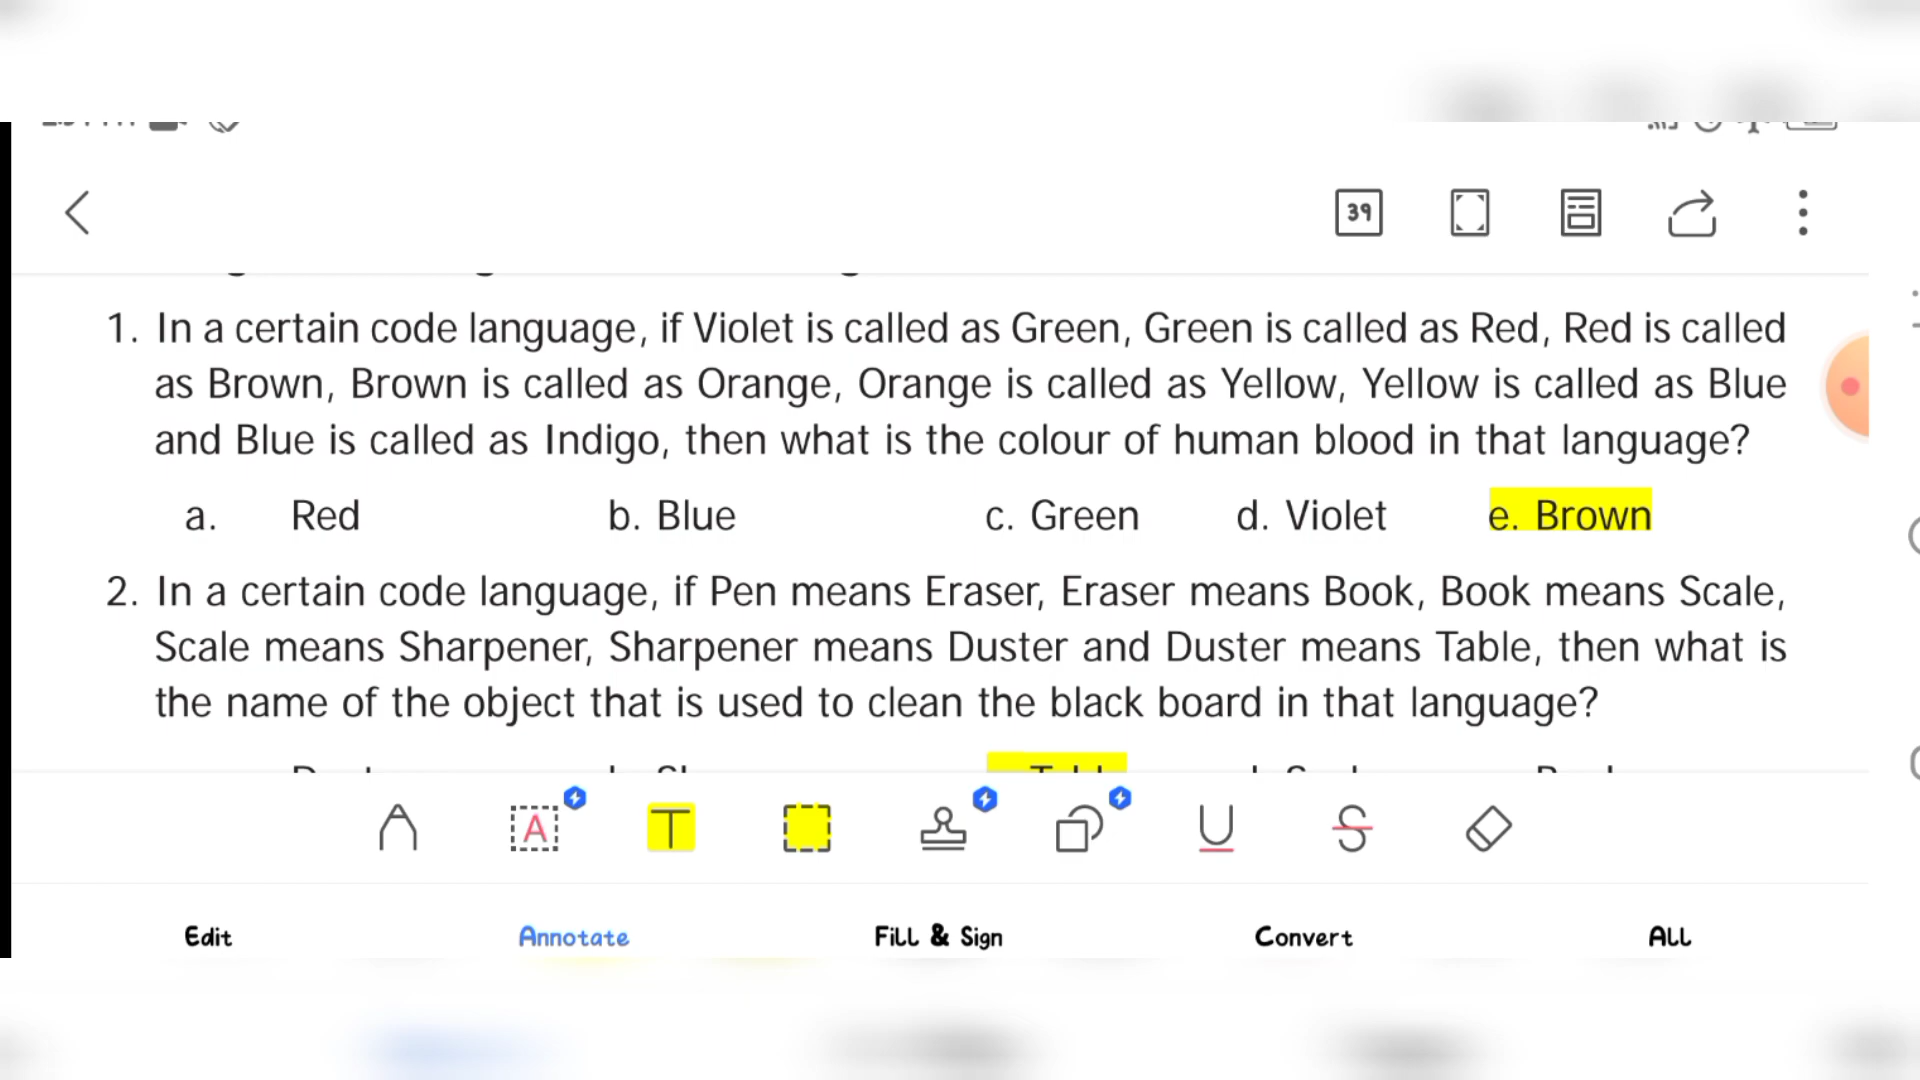 39
1. In a certain code language, if Violet is called as Green, Green is called as Red, Red is called
as Brown, Brown is called as Orange, Orange is called as Yellow, Yellow is called as Blue
and Blue is called as Indigo, then what is the colour of human blood in that language?
a. Red b. Blue c. Green d. Violet e. Brown
2. In a certain code language, if Pen means Eraser, Eraser means Book, Book means Scale,
Scale means Sharpener, Sharpener means Duster and Duster means Table, then what is
the name of the object that is used to clean the black board in that language?
A T U S
Edit Annotate Fill & Sign Convert All